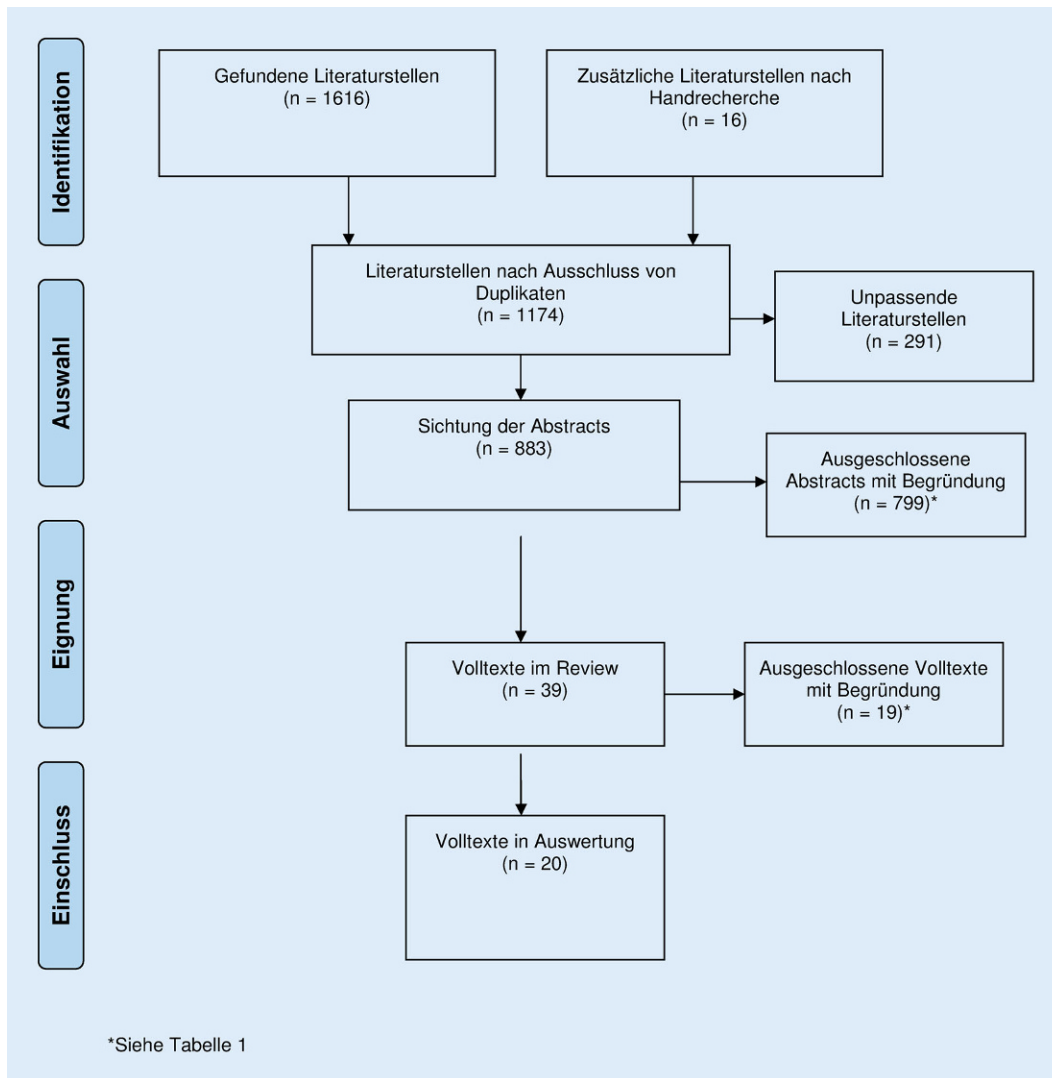 Identifikation
Gefundene Literaturstellen
(n = 1616)
Zusätzliche Literaturstellen nach
Handrecherche
(n = 16)
Literaturstellen nach Ausschluss von
Duplikaten
(n = 1174)
Unpassende
Literaturstellen
(n = 291)
Auswahl
Sichtung der Abstracts
(n = 883)
Ausgeschlossene
Abstracts mit Begründung
(n = 799)*
Eignung
Volltexte im Review
(n = 39)
Ausgeschlossene Volltexte
mit Begründung
(n = 19)*
Einschluss
Volltexte in Auswertung
(n = 20)
*Siehe Tabelle 1